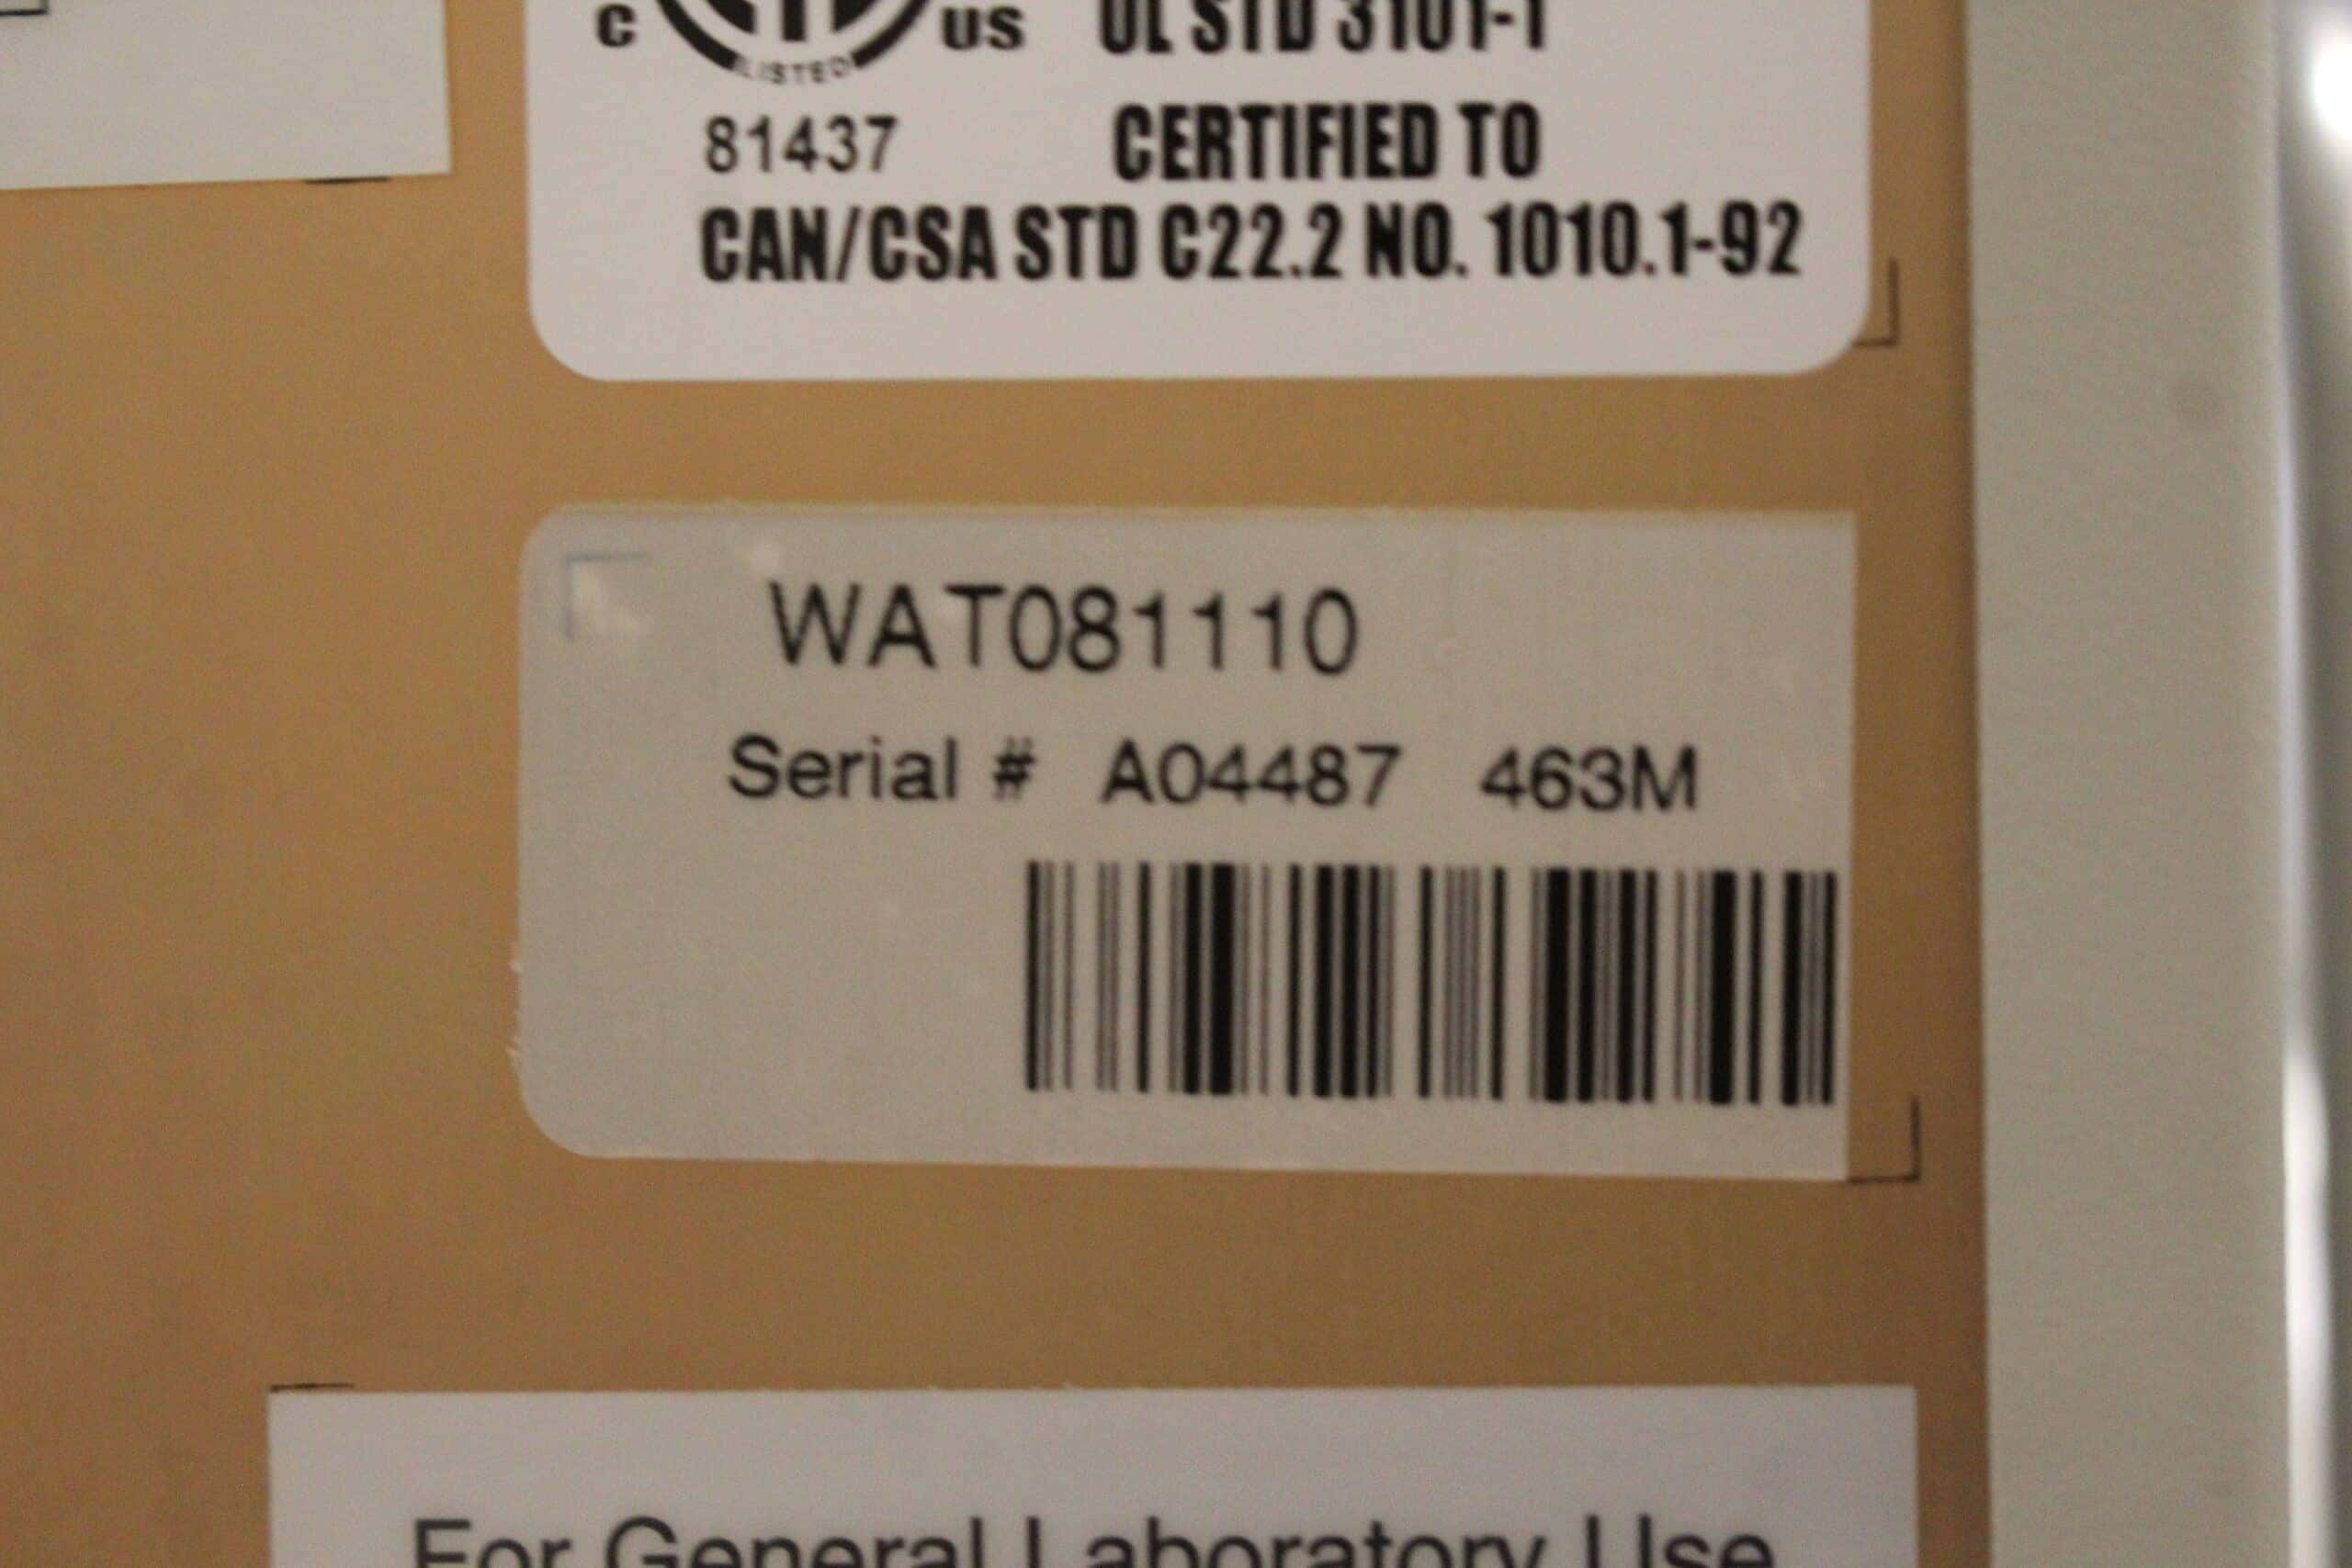 C US UL STD 3101-1
LISTED
81437 CERTIFIED TO
CAN/CSA STD C22.2 NO. 1010.1-92
WAT081110
Serial # A04487 463M
For General Laboratory Use